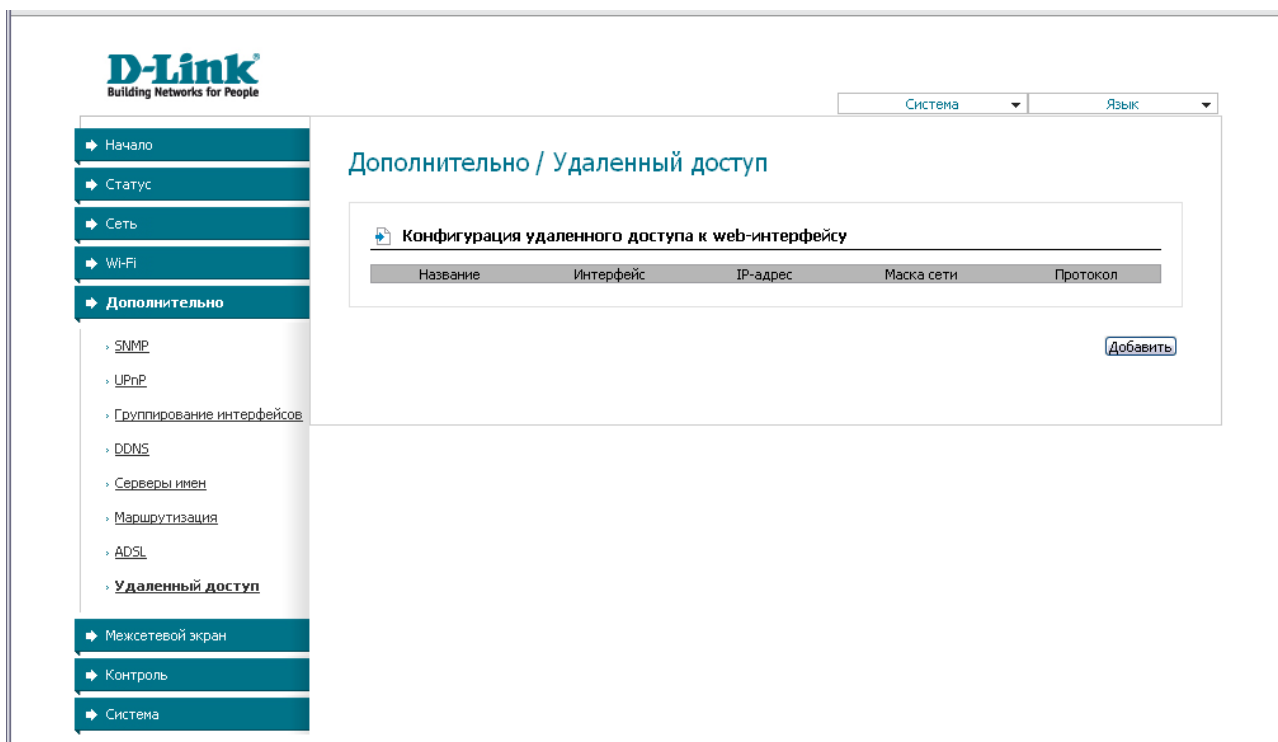 D-Link®
Building Networks for People
Система
Язык
Начало
Статус
Сеть
Wi-Fi
Дополнительно
SNMP
UPnP
Группирование интерфейсов
DDNS
Серверы имен
Маршрутизация
ADSL
Удаленный доступ
Межсетевой экран
Контроль
Система
Дополнительно / Удаленный доступ
Конфигурация удаленного доступа к web-интерфейсу
Название Интерфейс IP-адрес Маска сети Протокол
Добавить